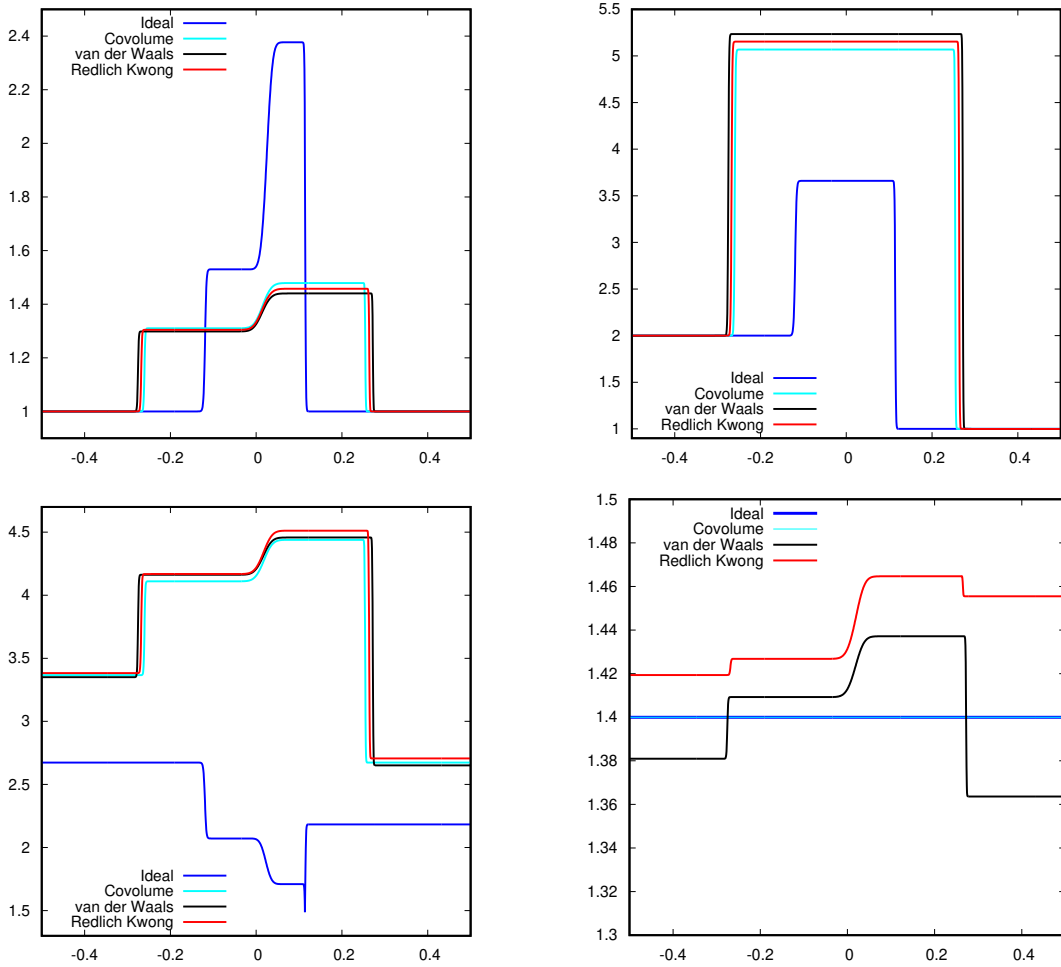 Ideal
Covolume
van der Waals
Redlich Kwong
2.4
2.2
2
1.8
1.6
1.4
1.2
1
-0.4 -0.2 0 0.2 0.4
5.5
5
4.5
4
3.5
3
2.5
2
1.5
1
Ideal
Covolume
van der Waals
Redlich Kwong
-0.4 -0.2 0 0.2 0.4
4.5
4
3.5
3
2.5
2
1.5
Ideal
Covolume
van der Waals
Redlich Kwong
-0.4 -0.2 0 0.2 0.4
Ideal
Covolume
van der Waals
Redlich Kwong
1.5
1.48
1.46
1.44
1.42
1.4
1.38
1.36
1.34
1.32
1.3
-0.4 -0.2 0 0.2 0.4